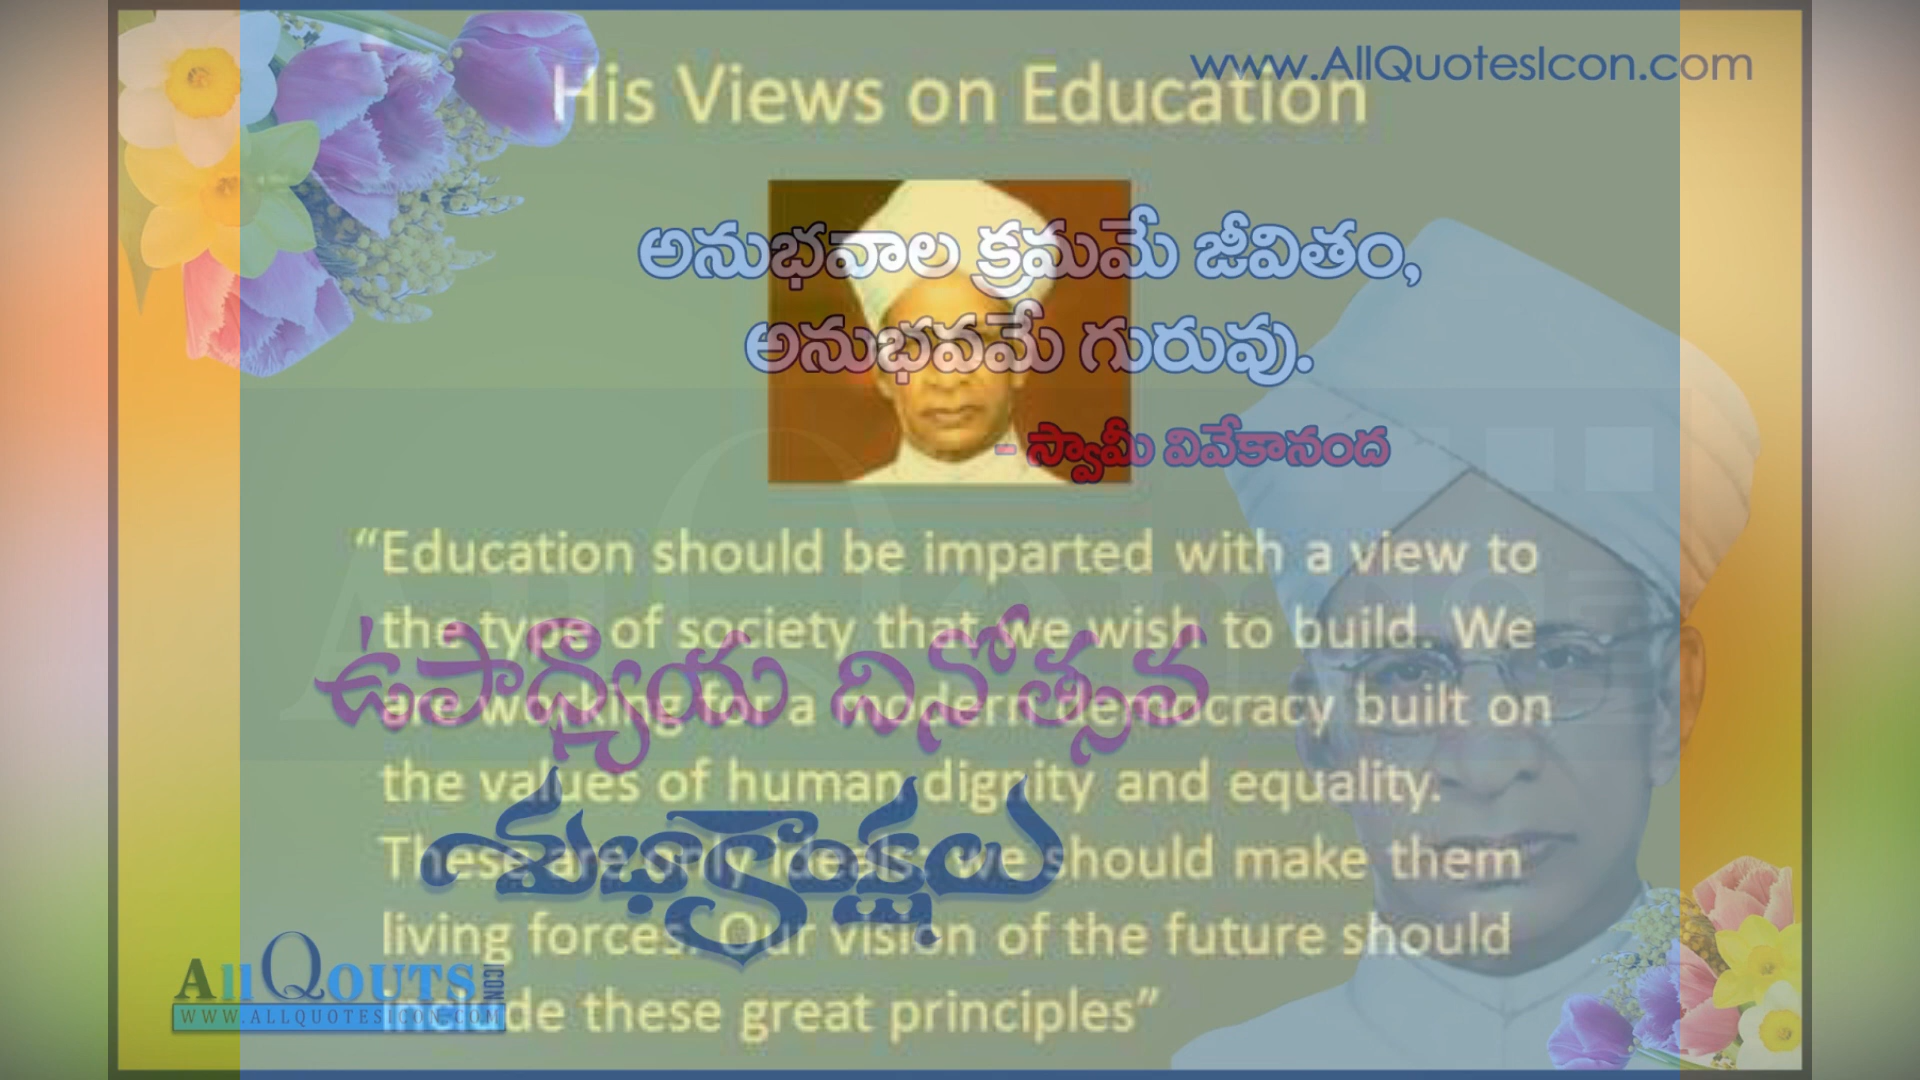 www.AllQuotesIcon.com
His Views on Education
అనుభవాల క్రమమే జీవితం,
అనుభవమే గురువు.
- స్వామీ వివేకానంద
“Education should be imparted with a view to
the type of society that we wish to build. We
are working for a modern democracy built on
the values of human dignity and equality.
These are only ideals, we should make them
living forces. Our vision of the future should
include these great principles”
ఉపాధ్యాయ దినోత్సవ
శుభాకాంక్షలు
AllQouts
ICON
WWW.ALLQUOTESICON.COM